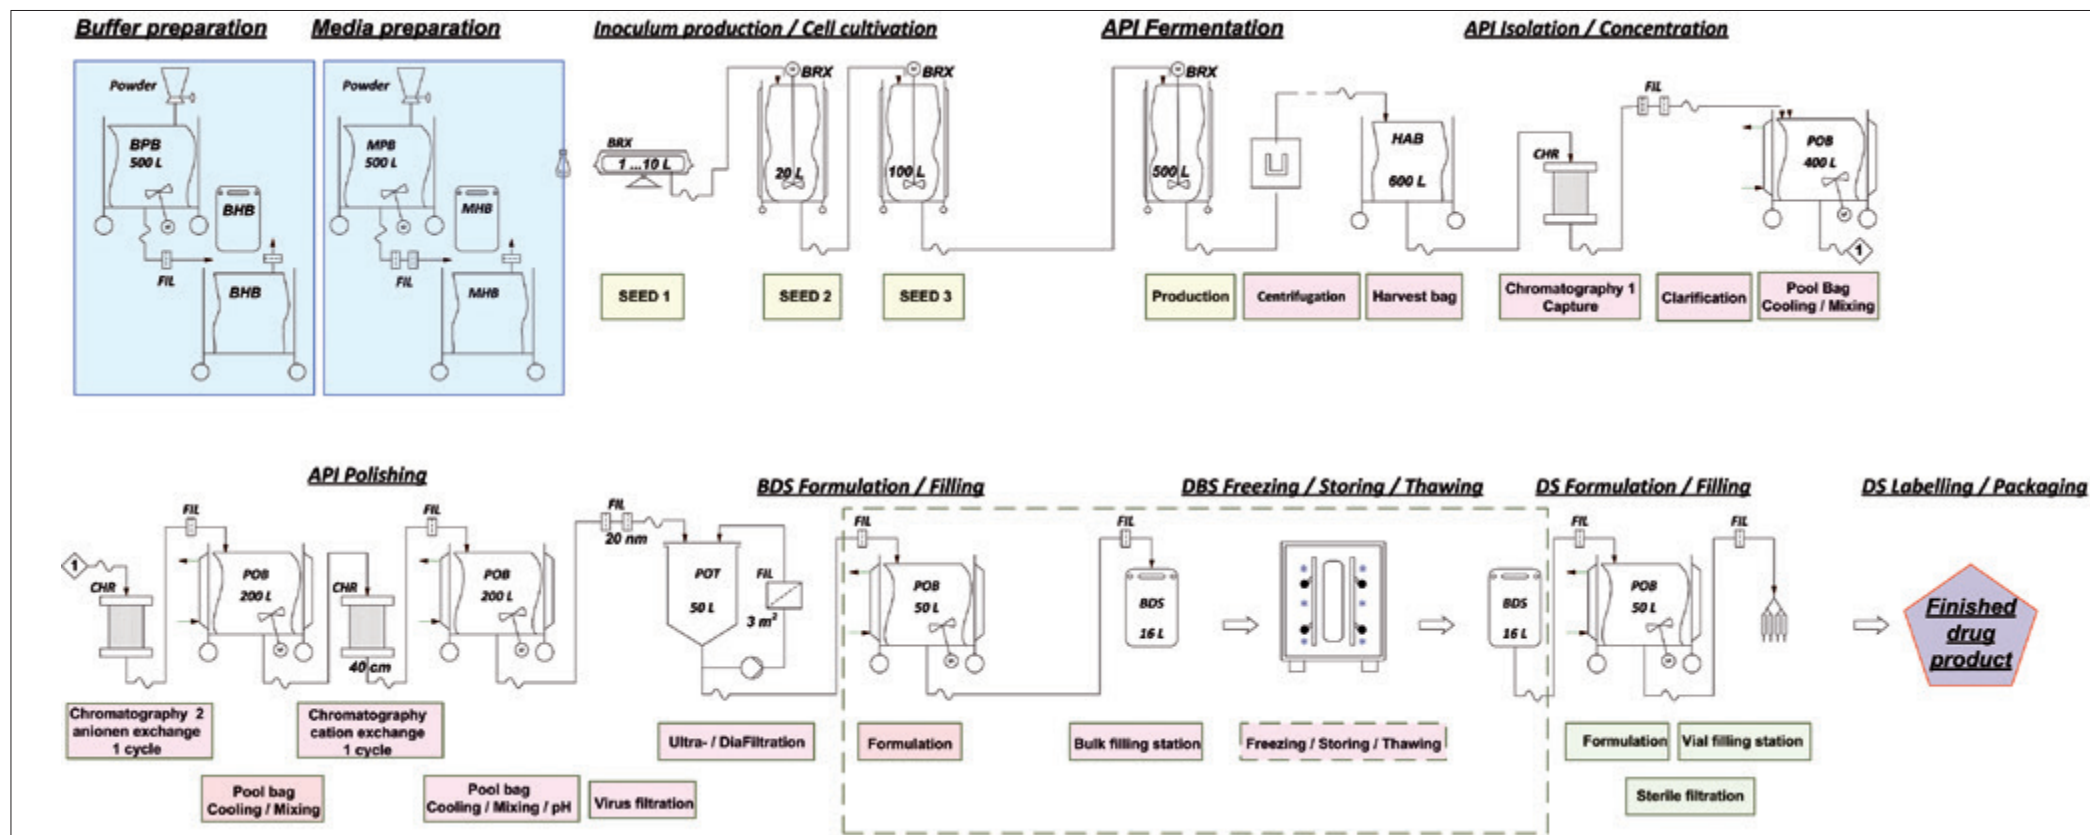 Buffer preparation
Media preparation
Inoculum production / Cell cultivation
API Fermentation
API Isolation / Concentration
Powder
BPB
500 L
BHB
FIL
BHB
Powder
MPB
500 L
MHB
FIL
MHB
BRX
1 ...10 L
BRX
20 L
BRX
100 L
BRX
500 L
HAB
600 L
CHR
FIL
POB
400 L
1
SEED 1
SEED 2
SEED 3
Production
Centrifugation
Harvest bag
Chromatography 1
Capture
Clarification
Pool Bag
Cooling / Mixing
API Polishing
BDS Formulation / Filling
DBS Freezing / Storing / Thawing
DS Formulation / Filling
DS Labelling / Packaging
1
CHR
FIL
POB
200 L
CHR
40 cm
FIL
POB
200 L
FIL
20 nm
POT
50 L
FIL
3 m²
FIL
POB
50 L
FIL
BDS
16 L
BDS
16 L
FIL
POB
50 L
FIL
Finished
drug
product
Chromatography 2
anionen exchange
1 cycle
Pool bag
Cooling / Mixing
Chromatography
cation exchange
1 cycle
Pool bag
Cooling / Mixing / pH
Virus filtration
Ultra- / DiaFiltration
Formulation
Bulk filling station
Freezing / Storing / Thawing
Formulation
Vial filling station
Sterile filtration